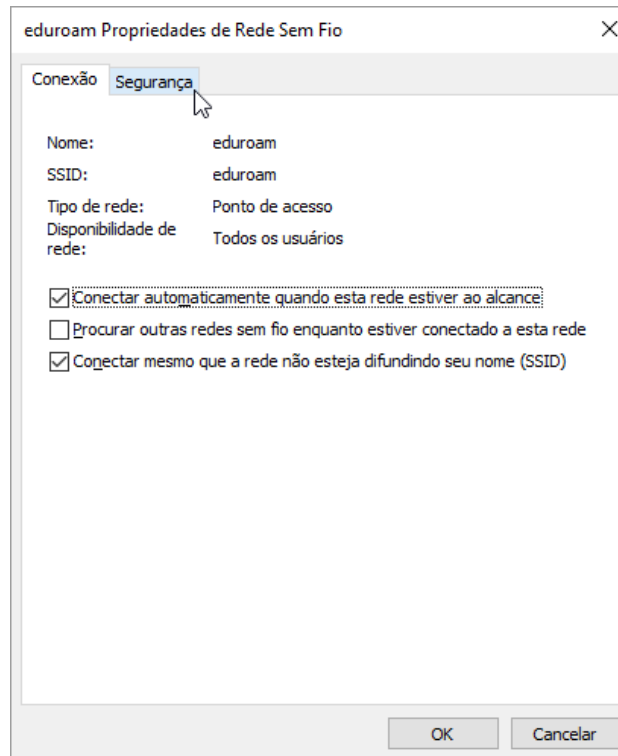 eduroam Propriedades de Rede Sem Fio
Conexão Segurança
Nome: eduroam
SSID: eduroam
Tipo de rede: Ponto de acesso
Disponibilidade de rede: Todos os usuários
Conectar automaticamente quando esta rede estiver ao alcance
Procurar outras redes sem fio enquanto estiver conectado a esta rede
Conectar mesmo que a rede não esteja difundindo seu nome (SSID)
OK Cancelar